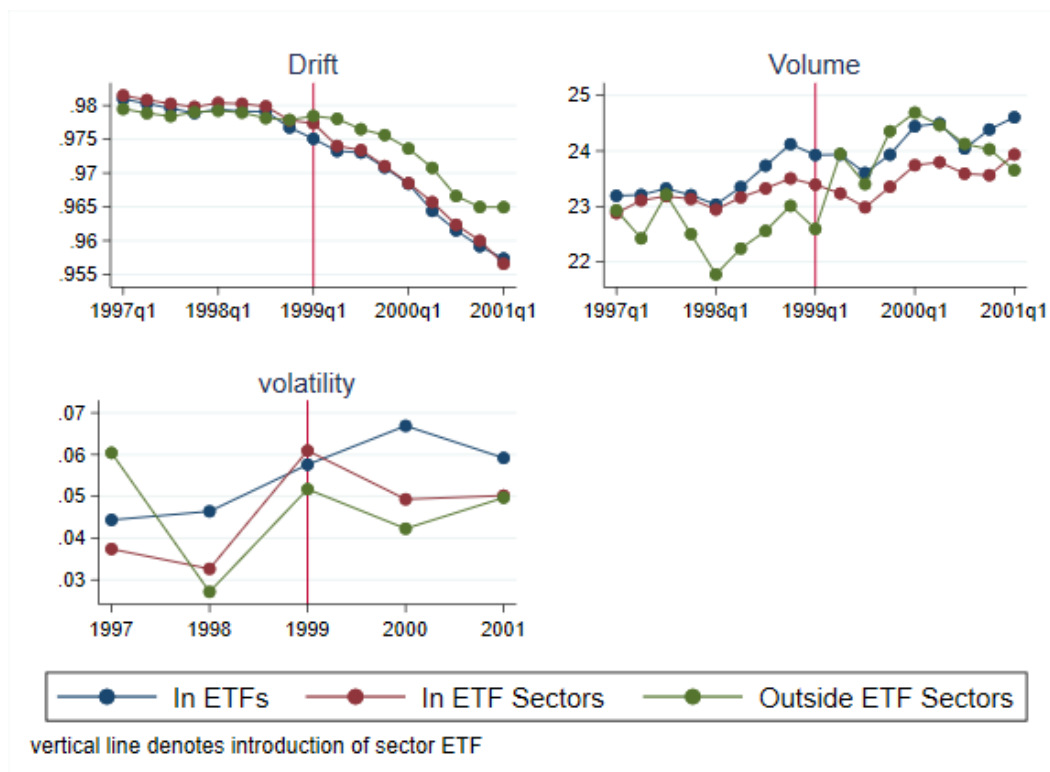 Drift
.98
.975
.97
.965
.96
.955
1997q1 1998q1 1999q1 2000q1 2001q1
Volume
25
24
23
22
1997q1 1998q1 1999q1 2000q1 2001q1
volatility
.07
.06
.05
.04
.03
1997 1998 1999 2000 2001
In ETFs In ETF Sectors Outside ETF Sectors
vertical line denotes introduction of sector ETF